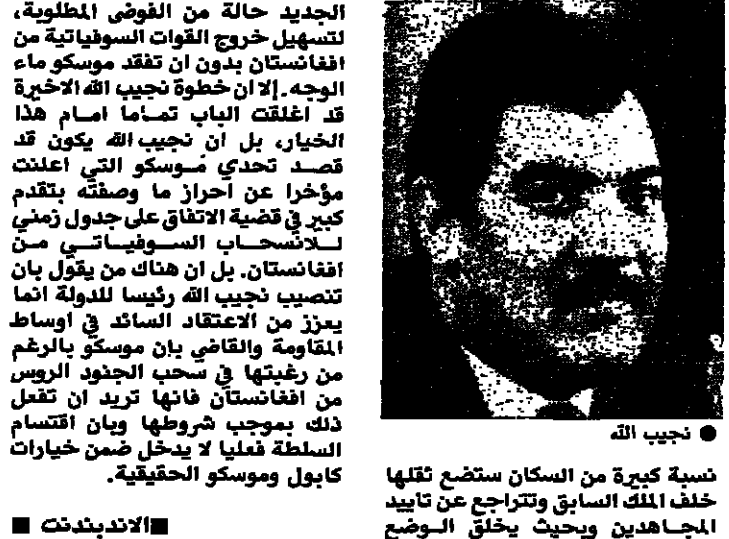 ● نجيب الله
نسبة كبيرة من السكان ستضع ثقلها
خلف الملك السابق وتتراجع عن تاييد
المجاهدين وبحيث يخلق الوضع
الجديد حالة من الفوضى المطلوبة،
لتسهيل خروج القوات السوفياتية من
افغانستان بدون ان تفقد موسكو ماء
الوجه. إلا ان خطوة نجيب الله الاخيرة
قد اغلقت الباب تماما امام هذا
الخيار، بل ان نجيب الله يكون قد
قصد تحدي موسكو التي اعلنت
مؤخرا عن احراز ما وصفته بتقدم
كبير في قضية الاتفاق على جدول زمني
للانسحاب السوفياتي من
افغانستان. بل ان هناك من يقول بان
تنصيب نجيب الله رئيسا للدولة انما
يعزز من الاعتقاد السائد في اوساط
المقاومة والقاضي بان موسكو بالرغم
من رغبتها في سحب الجنود الروس
من افغانستان فانها تريد ان تفعل
ذلك بموجب شروطها وبان اقتسام
السلطة فعليا لا يدخل ضمن خيارات
كابول وموسكو الحقيقية.
■ الاندبندنت ■